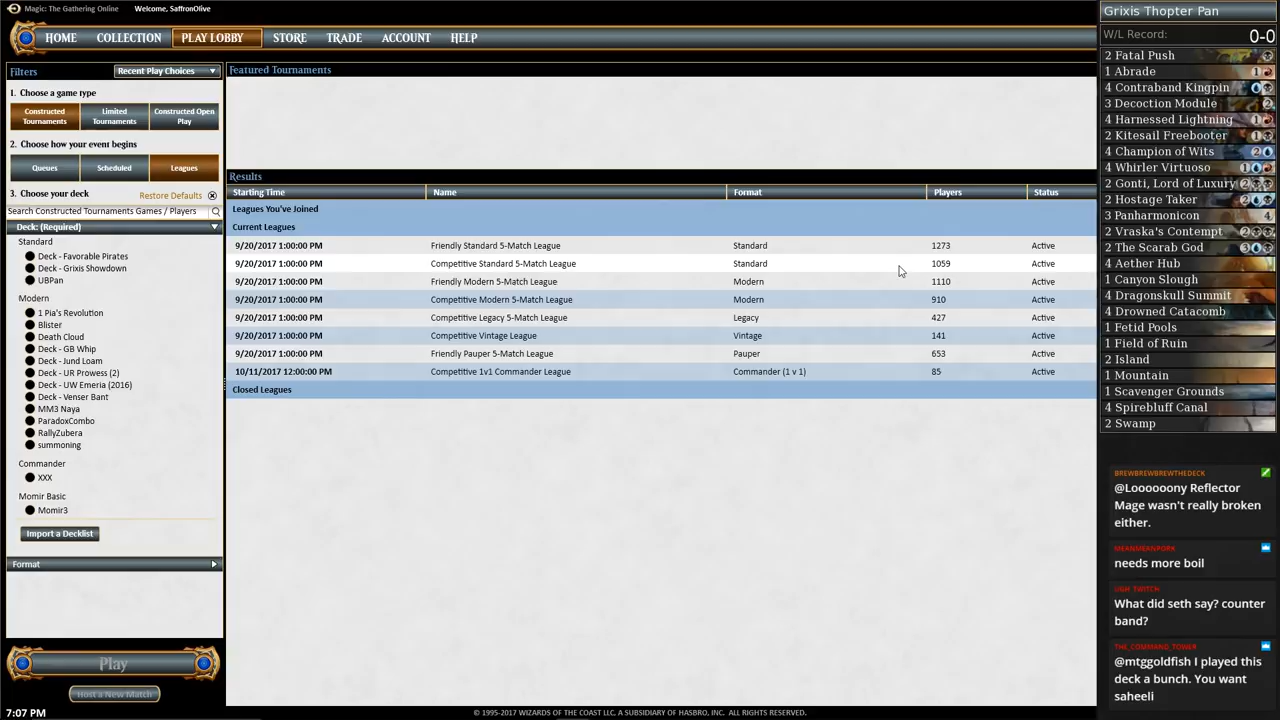 Magic: The Gathering Online Welcome, SaffronOlive
HOME COLLECTION PLAY LOBBY STORE TRADE ACCOUNT HELP
Filters Recent Play Choices
1. Choose a game type
Constructed Tournaments
Limited Tournaments
Constructed Open Play
2. Choose how your event begins
Queues Scheduled Leagues
3. Choose your deck Restore Defaults
Search Constructed Tournaments Games / Players
Deck: (Required)
Standard
Deck - Favorable Pirates
Deck - Grixis Showdown
UBPan
Modern
1 Pia's Revolution
Blister
Death Cloud
Deck - GB Whip
Deck - Jund Loam
Deck - UR Prowess (2)
Deck - UW Emeria (2016)
Deck - Venser Bant
MM3 Naya
ParadoxCombo
RallyZubera
summoning
Commander
XXX
Momir Basic
Momir3
Import a Decklist
Format
Play
Host a New Match
7:07 PM
Featured Tournaments
Results
Starting Time Name Format Players Status
Leagues You've Joined
Current Leagues
9/20/2017 1:00:00 PM Friendly Standard 5-Match League Standard 1273 Active
9/20/2017 1:00:00 PM Competitive Standard 5-Match League Standard 1059 Active
9/20/2017 1:00:00 PM Friendly Modern 5-Match League Modern 1110 Active
9/20/2017 1:00:00 PM Competitive Modern 5-Match League Modern 910 Active
9/20/2017 1:00:00 PM Competitive Legacy 5-Match League Legacy 427 Active
9/20/2017 1:00:00 PM Competitive Vintage League Vintage 141 Active
9/20/2017 1:00:00 PM Friendly Pauper 5-Match League Pauper 653 Active
10/11/2017 12:00:00 PM Competitive 1v1 Commander League Commander (1 v 1) 85 Active
Closed Leagues
© 1995-2017 WIZARDS OF THE COAST LLC, A SUBSIDIARY OF HASBRO, INC. ALL RIGHTS RESERVED.
Grixis Thopter Pan
W/L Record: 0-0
2 Fatal Push
1 Abrade 1
4 Contraband Kingpin
3 Decoction Module 2
4 Harnessed Lightning 1
2 Kitesail Freebooter 1
4 Champion of Wits 2
4 Whirler Virtuoso 1
2 Gonti, Lord of Luxury 2
2 Hostage Taker 2
3 Panharmonicon 4
2 Vraska's Contempt 2
2 The Scarab God 3
4 Aether Hub
1 Canyon Slough
4 Dragonskull Summit
4 Drowned Catacomb
1 Fetid Pools
1 Field of Ruin
2 Island
1 Mountain
1 Scavenger Grounds
4 Spirebluff Canal
2 Swamp
BREWBREWBREWTHEDECK
@Loooooony Reflector
Mage wasn't really broken
either.
MEANMEANPORK
needs more boil
UGH_TWITCH
What did seth say? counter
band?
THE_COMMAND_TOWER
@mtggoldfish I played this
deck a bunch. You want
saheeli